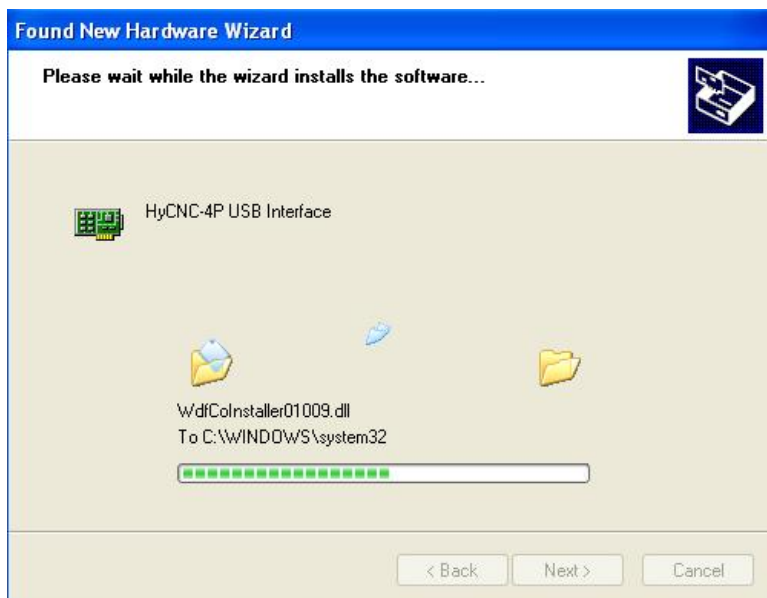 Found New Hardware Wizard
Please wait while the wizard installs the software...
HyCNC-4P USB Interface
WdfCoInstaller01009.dll
To C:\WINDOWS\system32
< Back
Next >
Cancel